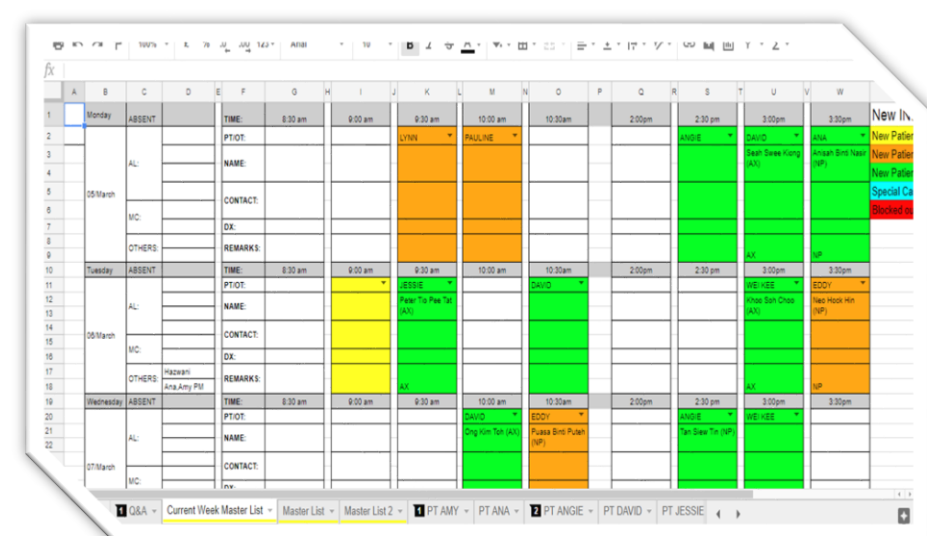 100%
123
Arial
10
B
fx
A B C D E F G H I J K L M N O P Q R S T U V W
1 Monday ABSENT TIME: 8:30 am 9:00 am 9:30 am 10:00 am 10:30am 2:00pm 2:30 pm 3:00pm 3:30pm New
2 PT/OT: LYNN PAULINE ANGIE DAVID ANA New Patien
3 AL: NAME: Seah Swee Kiong (AX) Anisah Binti Nasir (NP) New Patien
4 New Patien
5 05/March CONTACT: Special Ca
6 MC: Blocked ou
7 DX:
8 OTHERS: REMARKS:
9 AX NP
10 Tuesday ABSENT TIME: 8:30 am 9:00 am 9:30 am 10:00 am 10:30am 2:00pm 2:30 pm 3:00pm 3:30pm
11 PT/OT: JESSIE DAVID WEI KEE EDDY
12 AL: NAME: Peter Tio Pee Tat (AX) Khoo Soh Choo (AX) Neo Hock Hin (NP)
13
14 06/March CONTACT:
15 MC:
16 DX:
17 OTHERS: Hazwani REMARKS:
18 Ana,Amy PM AX AX NP
19 Wednesday ABSENT TIME: 8:30 am 9:00 am 9:30 am 10:00 am 10:30am 2:00pm 2:30 pm 3:00pm 3:30pm
20 PT/OT: DAVID EDDY ANGIE WEI KEE
21 AL: NAME: Ong Kim Toh (AX) Puasa Binti Puteh (NP) Tan Siew Tin (NP)
22
07/March CONTACT:
MC:
DX:
1 Q&A Current Week Master List Master List Master List 2 1 PT AMY PT ANA 2 PT ANGIE PT DAVID PT JESSIE